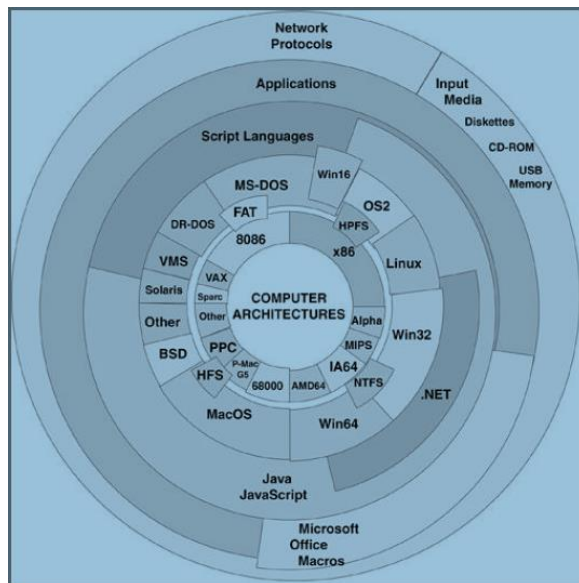 Network
Protocols
Input
Media
Diskettes
CD-ROM
USB
Memory
Applications
Script Languages
MS-DOS
Win16
OS2
DR-DOS
FAT
HPFS
8086
x86
VMS
VAX
Linux
Solaris
Sparc
COMPUTER
ARCHITECTURES
Other
Other
Alpha
Win32
BSD
PPC
MIPS
HFS
P-Mac
G5
68000
AMD64
IA64
NTFS
.NET
MacOS
Win64
Java
JavaScript
Microsoft
Office
Macros